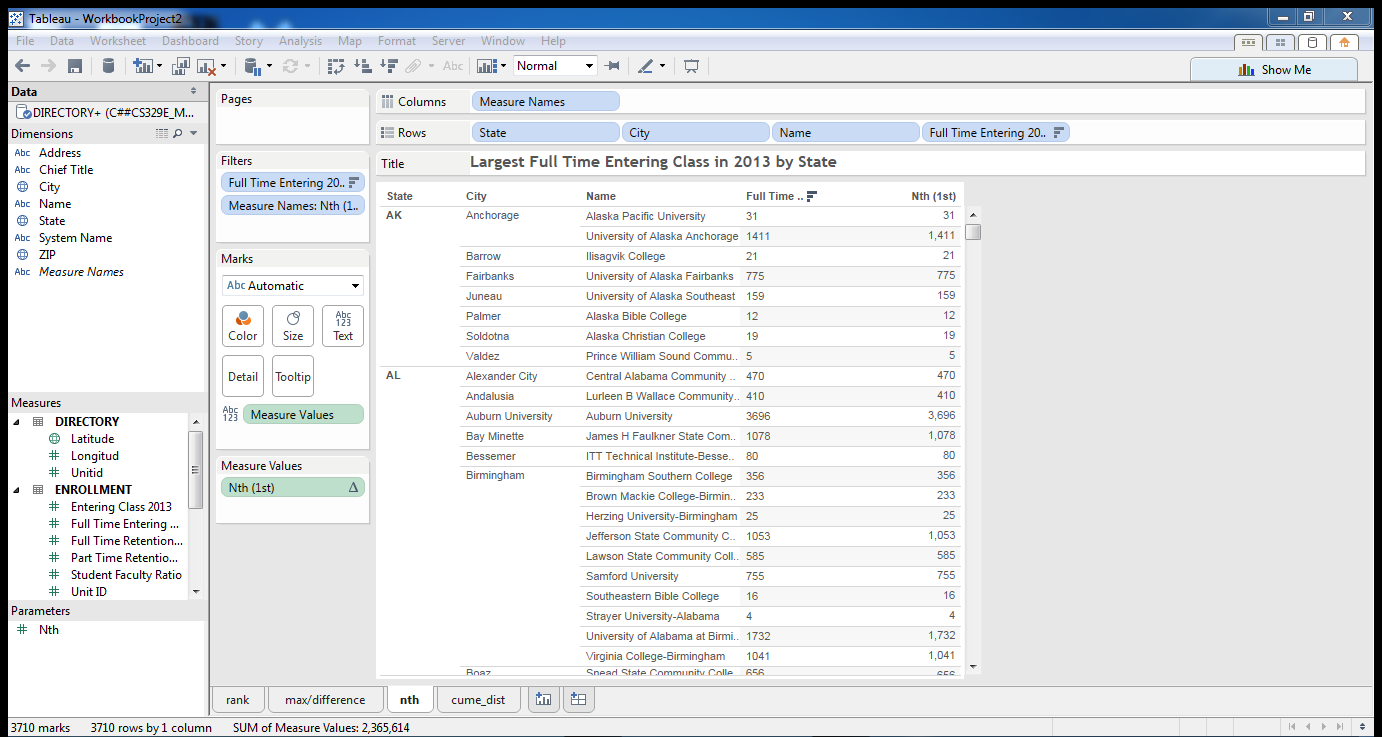 Tableau - WorkbookProject2
File Data Worksheet Dashboard Story Analysis Map Format Server Window Help
Abc Normal
Show Me
Data
DIRECTORY+ (C##CS329E_M...
Dimensions
Abc Address
Abc Chief Title
City
Abc Name
State
Abc System Name
ZIP
Abc Measure Names
Measures
DIRECTORY
Latitude
Longitud
Unitid
ENROLLMENT
Entering Class 2013
Full Time Entering ...
Full Time Retention...
Part Time Retentio...
Student Faculty Ratio
Unit ID
Parameters
Nth
Pages
Filters
Full Time Entering 20..
Measure Names: Nth (1..
Marks
Abc Automatic
Color Size Abc 123 Text
Detail Tooltip
Abc 123 Measure Values
Measure Values
Nth (1st) Δ
Columns Measure Names
Rows State City Name Full Time Entering 20..
Title Largest Full Time Entering Class in 2013 by State
State City Name Full Time .. Nth (1st)
AK Anchorage Alaska Pacific University 31 31
University of Alaska Anchorage 1411 1,411
Barrow Ilisagvik College 21 21
Fairbanks University of Alaska Fairbanks 775 775
Juneau University of Alaska Southeast 159 159
Palmer Alaska Bible College 12 12
Soldotna Alaska Christian College 19 19
Valdez Prince William Sound Commu.. 5 5
AL Alexander City Central Alabama Community .. 470 470
Andalusia Lurleen B Wallace Community.. 410 410
Auburn University Auburn University 3696 3,696
Bay Minette James H Faulkner State Com.. 1078 1,078
Bessemer ITT Technical Institute-Besse.. 80 80
Birmingham Birmingham Southern College 356 356
Brown Mackie College-Birmin.. 233 233
Herzing University-Birmingham 25 25
Jefferson State Community C.. 1053 1,053
Lawson State Community Coll.. 585 585
Samford University 755 755
Southeastern Bible College 16 16
Strayer University-Alabama 4 4
University of Alabama at Birmi.. 1732 1,732
Virginia College-Birmingham 1041 1,041
Boaz Snead State Community Colle.. 656 656
rank max/difference nth cume_dist
3710 marks 3710 rows by 1 column SUM of Measure Values: 2,365,614